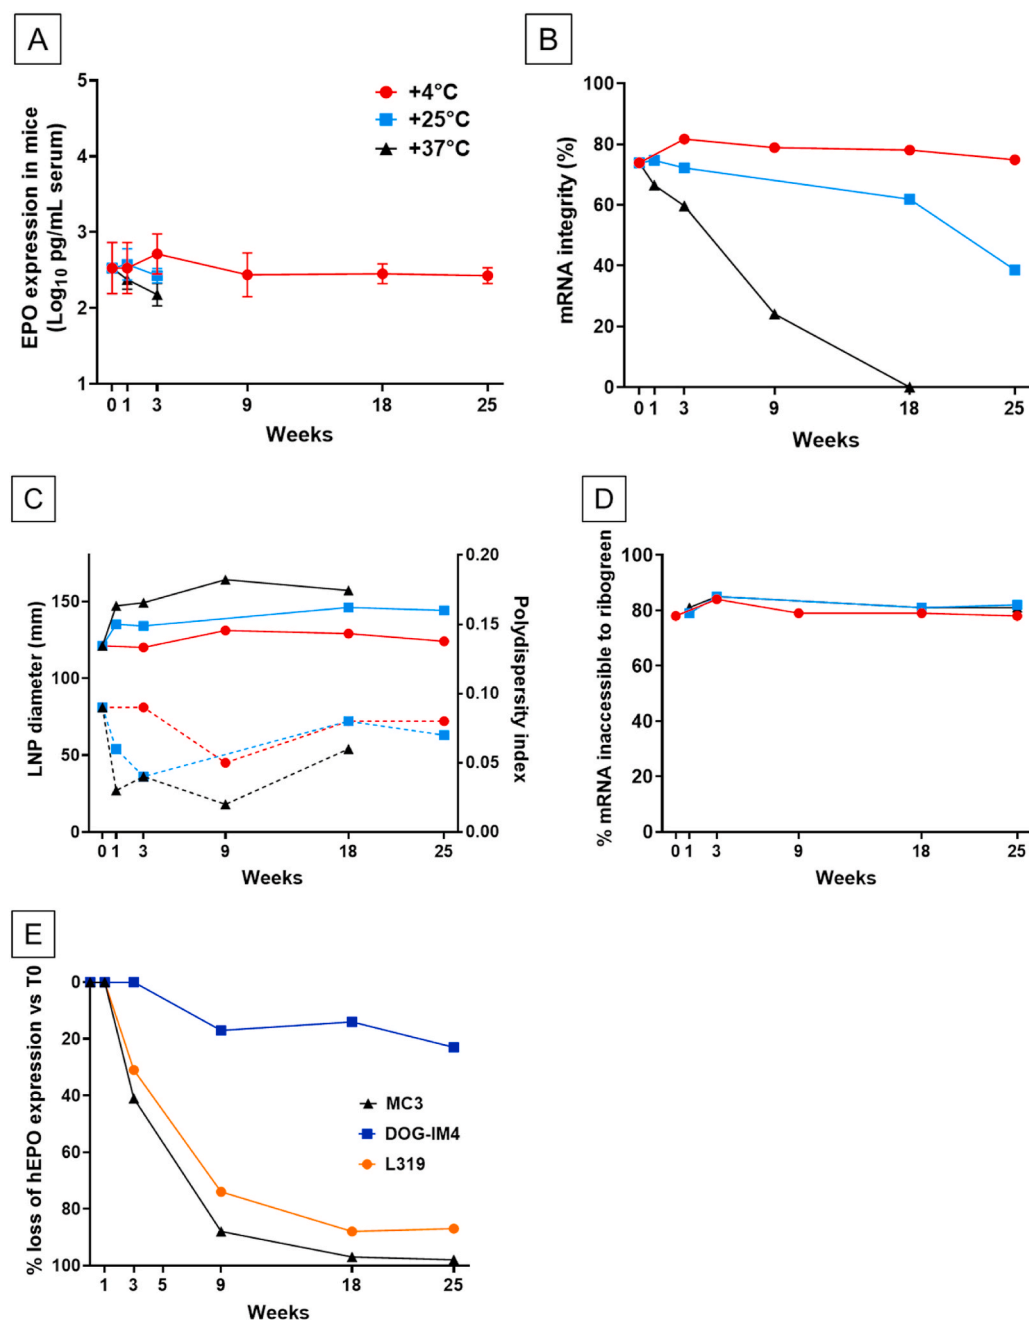 A
EPO expression in mice
(Log10 pg/mL serum)
5
4
3
2
1
+4°C
+25°C
+37°C
0 1 3 9 18 25
Weeks
B
mRNA integrity (%)
100
80
60
40
20
0
0 1 3 9 18 25
Weeks
C
LNP diameter (mm)
150
100
50
0
0.20
0.15
0.10
0.05
0.00
Polydispersity index
0 1 3 9 18 25
Weeks
D
% mRNA inaccessible to ribogreen
100
80
60
40
20
0
0 1 3 9 18 25
Weeks
E
% loss of hEPO expression vs T0
0
20
40
60
80
100
MC3
DOG-IM4
L319
1 3 5 9 18 25
Weeks